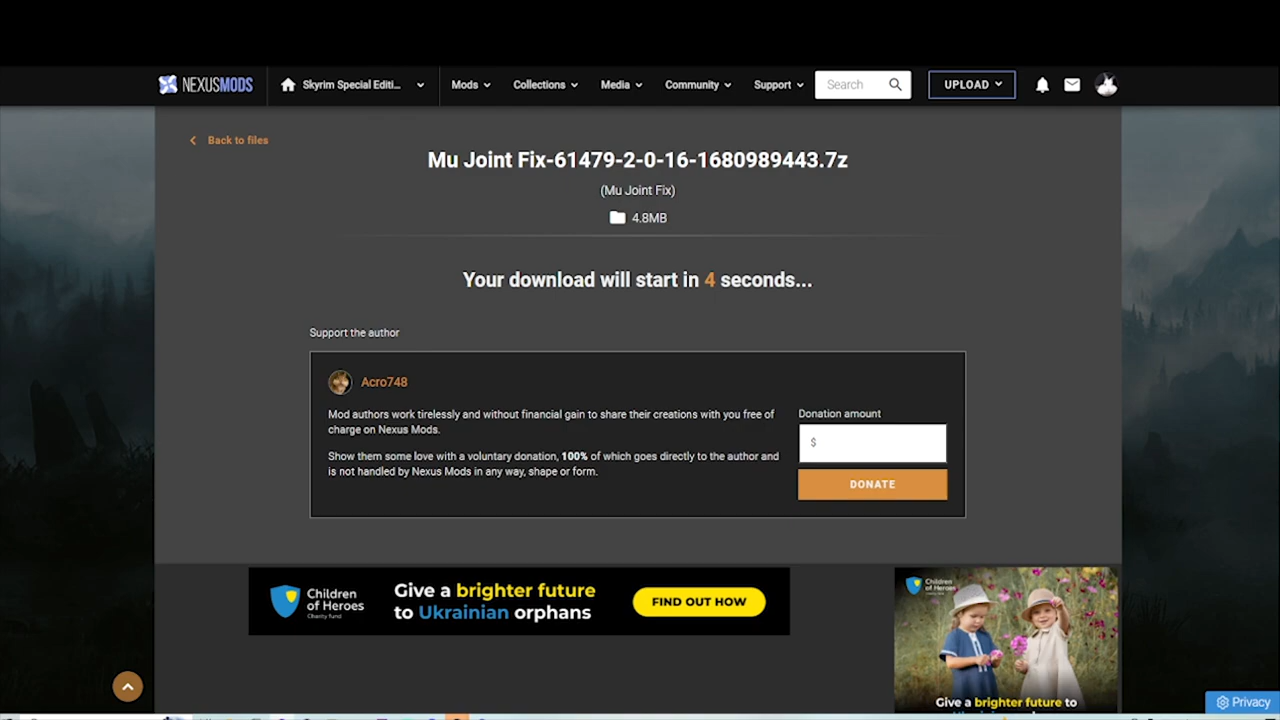 NEXUSMODS
Skyrim Special Editi...
Mods
Collections
Media
Community
Support
Search
UPLOAD
Back to files
Mu Joint Fix-61479-2-0-16-1680989443.7z
(Mu Joint Fix)
4.8MB
Your download will start in 4 seconds...
Support the author
Acro748
Mod authors work tirelessly and without financial gain to share their creations with you free of
charge on Nexus Mods.
Show them some love with a voluntary donation, 100% of which goes directly to the author and
is not handled by Nexus Mods in any way, shape or form.
Donation amount
$
DONATE
Children
of Heroes
Charity fund
Give a brighter future
to Ukrainian orphans
FIND OUT HOW
Children
of Heroes
Give a brighter future to
Privacy